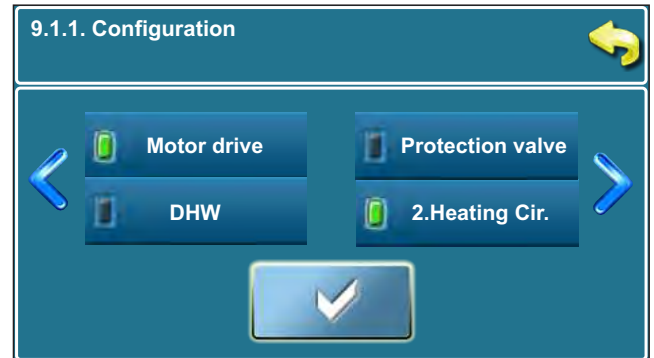 9.1.1. Configuration
Motor drive
Protection valve
DHW
2.Heating Cir.